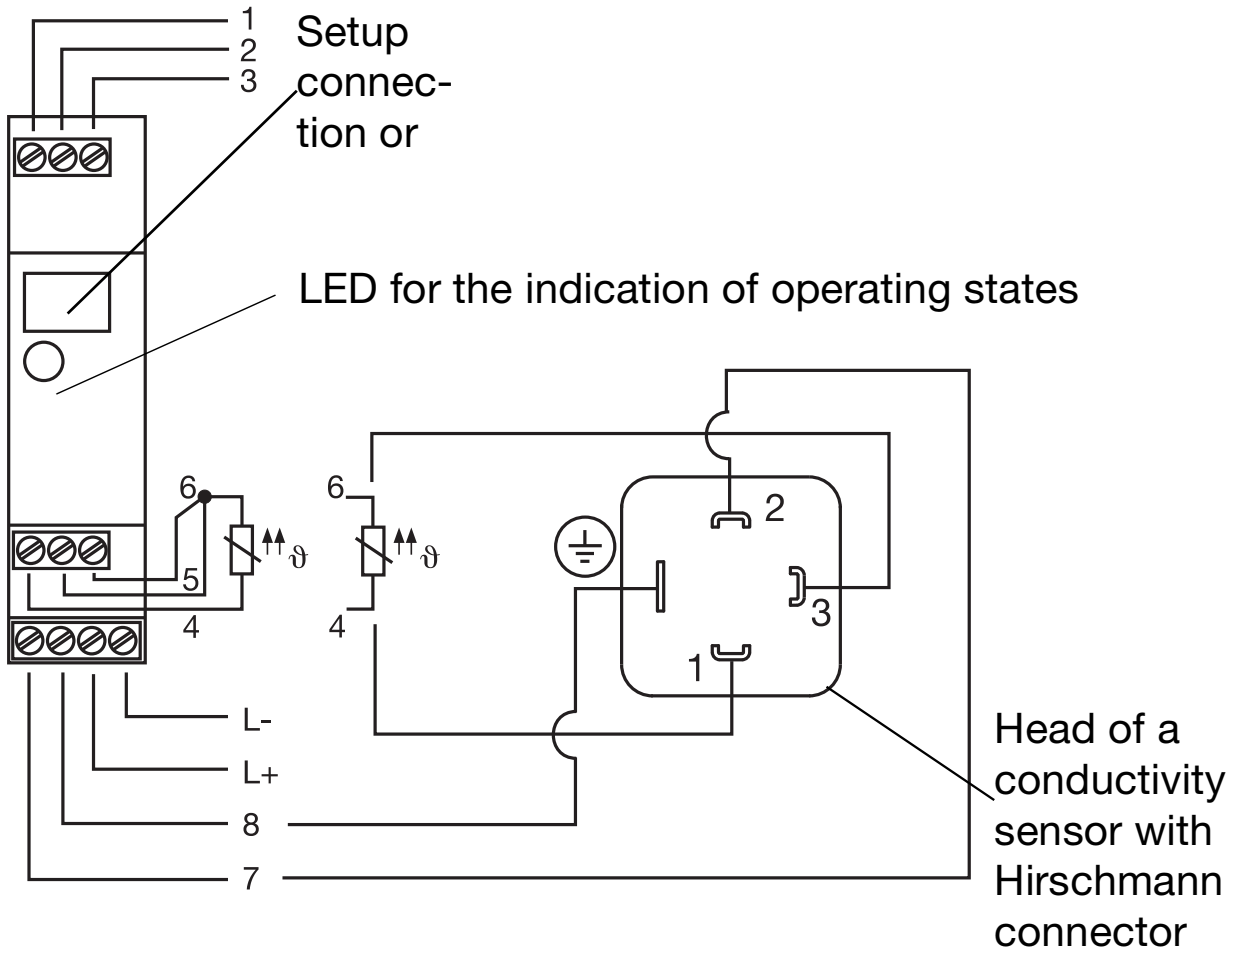 1
2
3
Setup
connec-
tion or
LED for the indication of operating states
6
5
4
ϑ
6
4
ϑ
2
3
1
L-
L+
8
7
Head of a
conductivity
sensor with
Hirschmann
connector